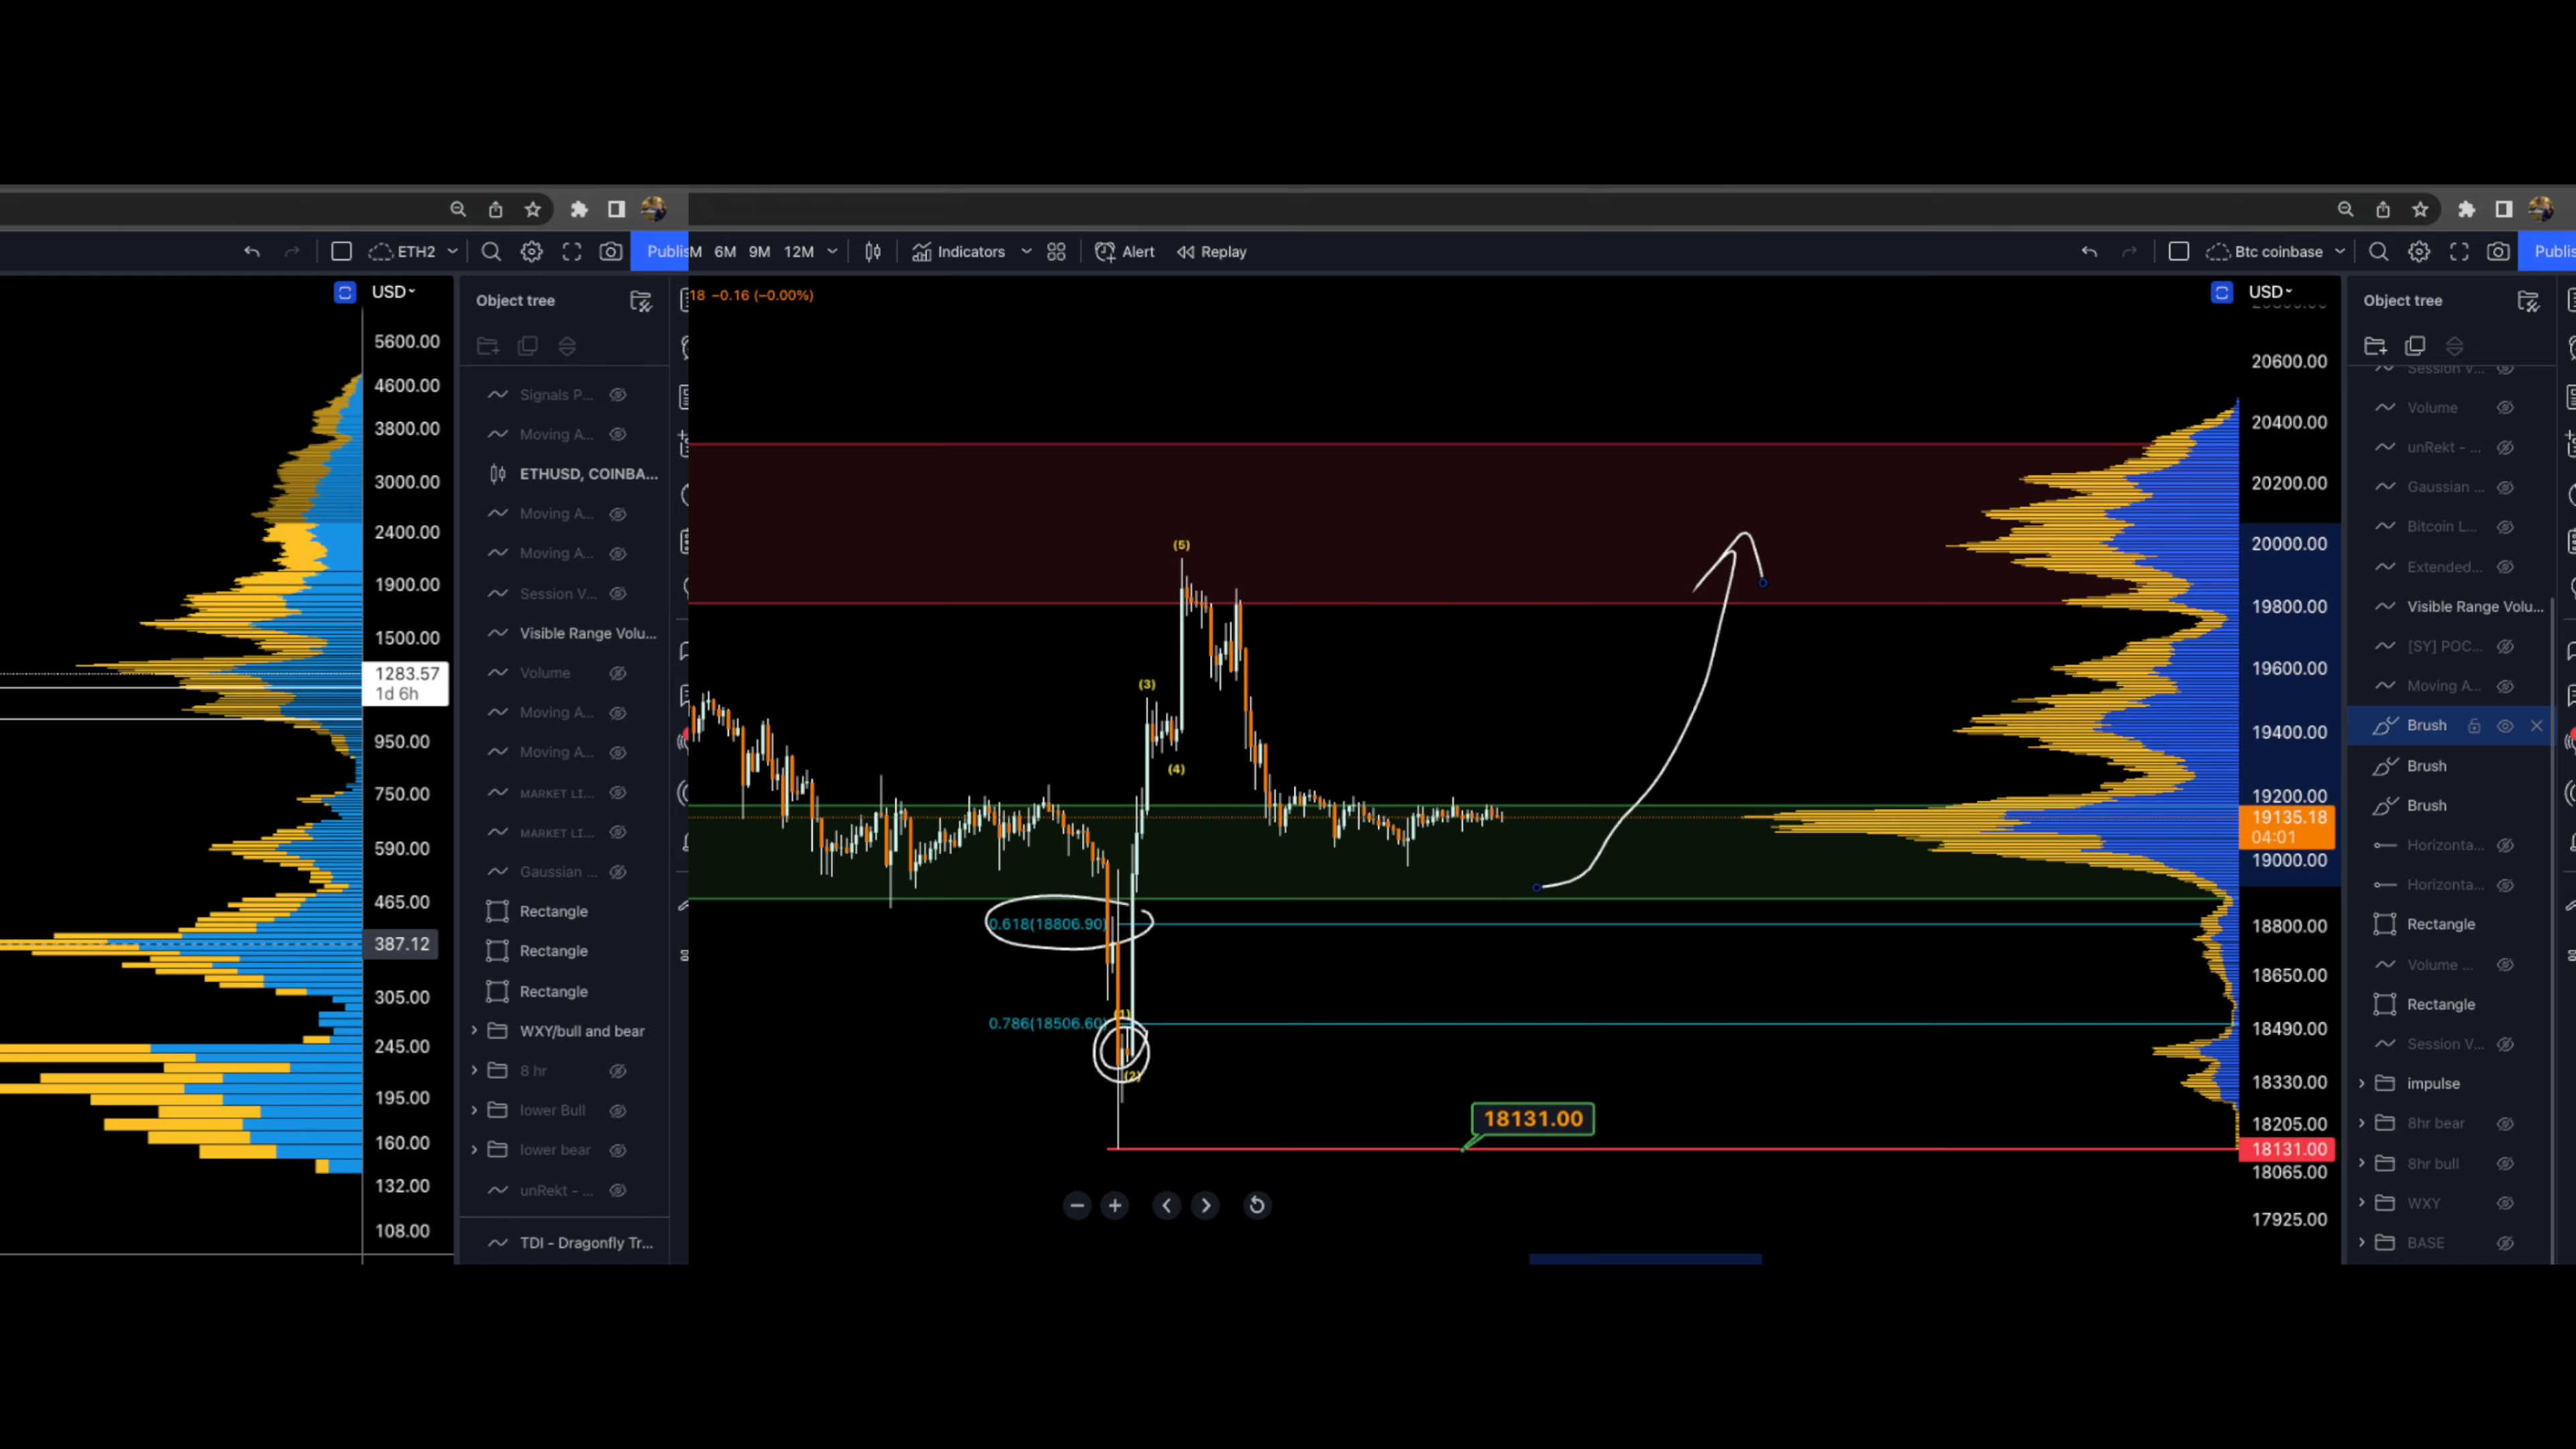 ETH2
Publis
M 6M 9M 12M
Indicators
Alert
Replay
Btc coinbase
Publis
USD
Object tree
18 −0.16 (−0.00%)
USD
Object tree
5600.00
4600.00
3800.00
3000.00
2400.00
1900.00
1500.00
1283.57
1d 6h
950.00
750.00
590.00
465.00
387.12
305.00
245.00
195.00
160.00
132.00
108.00
Signals P...
Moving A...
ETHUSD, COINBA...
Moving A...
Moving A...
Session V...
Visible Range Volu...
Volume
Moving A...
Moving A...
MARKET LI...
MARKET LI...
Gaussian ...
Rectangle
Rectangle
Rectangle
WXY/bull and bear
8 hr
lower Bull
lower bear
unRekt - ...
TDI - Dragonfly Tr...
(5)
(3)
(4)
0.618(18806.90)
0.786(18506.60)
(1)
(2)
18131.00
20600.00
20400.00
20200.00
20000.00
19800.00
19600.00
19400.00
19200.00
19135.18
04:01
19000.00
18800.00
18650.00
18490.00
18330.00
18205.00
18131.00
18065.00
17925.00
Session V...
Volume
unRekt - ...
Gaussian ...
Bitcoin L...
Extended...
Visible Range Volu...
[SY] POC...
Moving A...
Brush
Brush
Brush
Horizonta...
Horizonta...
Rectangle
Volume ...
Rectangle
Session V...
impulse
8hr bear
8hr bull
WXY
BASE